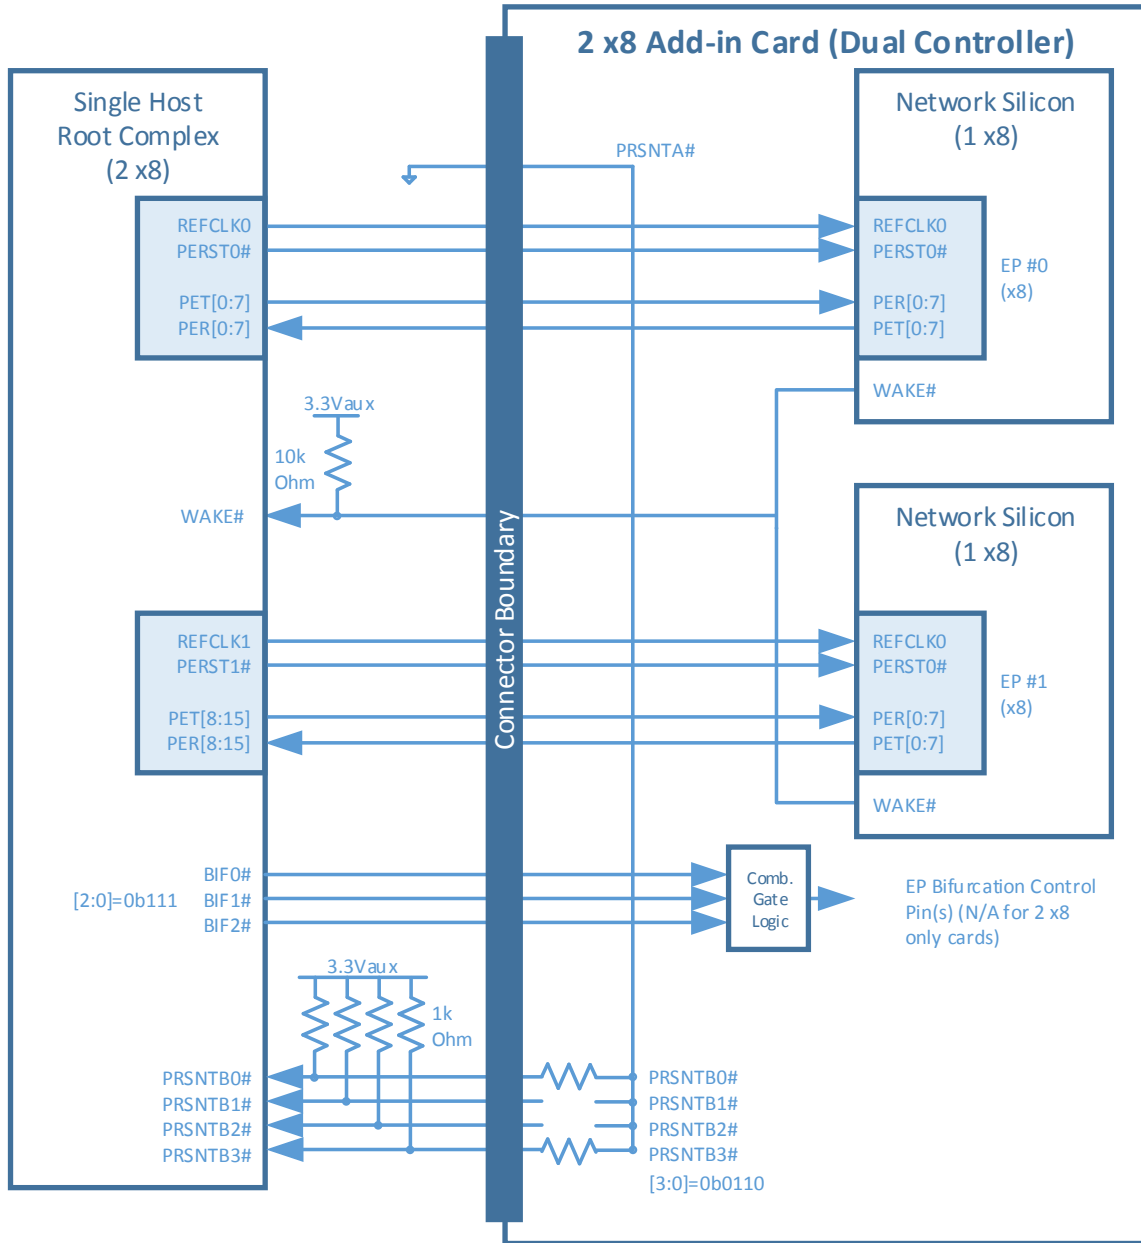 2 x8 Add-in Card (Dual Controller)
Single Host
Root Complex
(2 x8)
Network Silicon
(1 x8)
PRSNTA#
REFCLK0
PERST0#
PET[0:7]
PER[0:7]
REFCLK0
PERST0#
PER[0:7]
PET[0:7]
EP #0
(x8)
WAKE#
3.3Vaux
10k
Ohm
WAKE#
Connector Boundary
Network Silicon
(1 x8)
REFCLK1
PERST1#
PET[8:15]
PER[8:15]
REFCLK0
PERST0#
PER[0:7]
PET[0:7]
EP #1
(x8)
WAKE#
BIF0#
[2:0]=0b111 BIF1#
BIF2#
Comb.
Gate
Logic
EP Bifurcation Control
Pin(s) (N/A for 2 x8
only cards)
3.3Vaux
1k
Ohm
PRSNTB0#
PRSNTB1#
PRSNTB2#
PRSNTB3#
PRSNTB0#
PRSNTB1#
PRSNTB2#
PRSNTB3#
[3:0]=0b0110